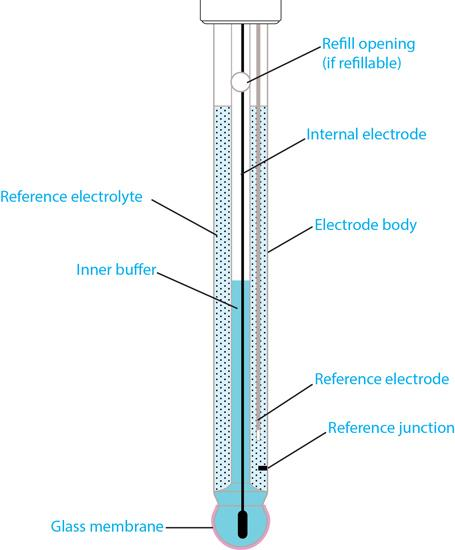 Refill opening
(if refillable)
Internal electrode
Reference electrolyte
Electrode body
Inner buffer
Reference electrode
Reference junction
Glass membrane